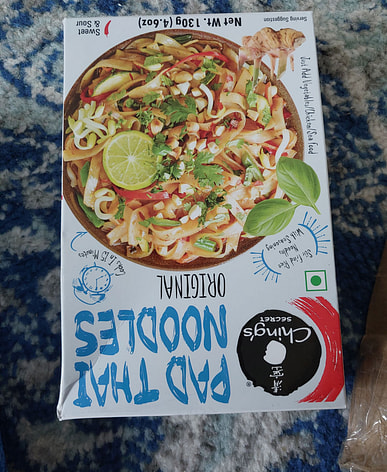 Ching's
SECRET
®
PAD THAI
NOODLES
ORIGINAL
Cooks In 15 Minutes
Stir Fried Rice
Noodles
With Seasoning
Just Add Vegetables/Chicken/Sea Food
Serving Suggestion
Sweet
& Sour
Net Wt. 130g (4.6oz)